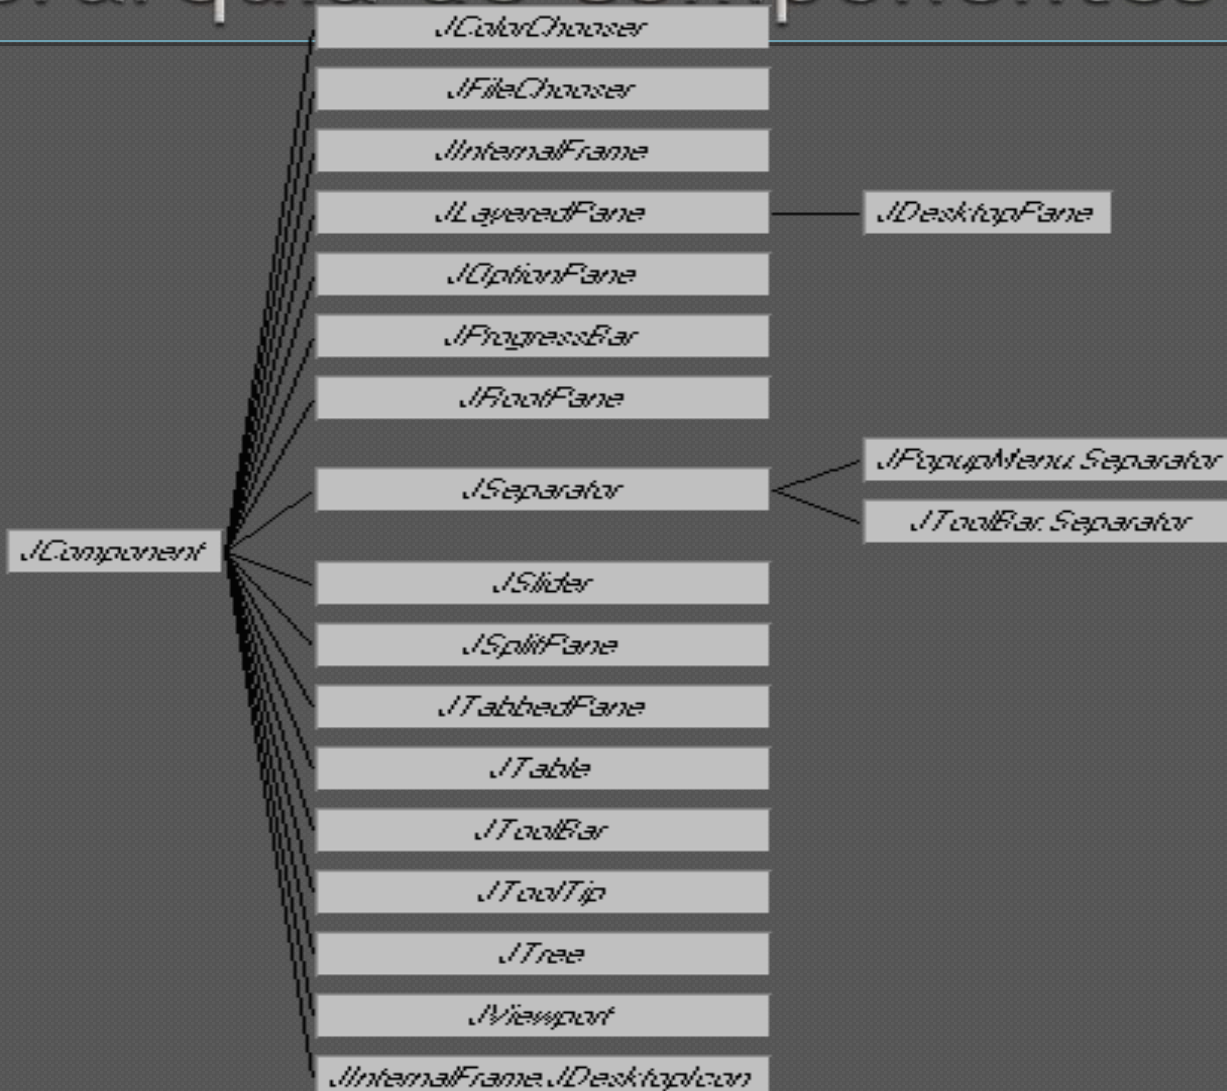 JColorChooser
JFileChooser
JInternalFrame
JLayeredPane
JDesktopPane
JOptionPane
JProgressBar
JRootPane
JPopupMenu.Separator
JSeparator
JToolBar.Separator
JComponent
JSlider
JSplitPane
JTabbedPane
JTable
JToolBar
JToolTip
JTree
JViewport
JInternalFrame.JDesktopIcon